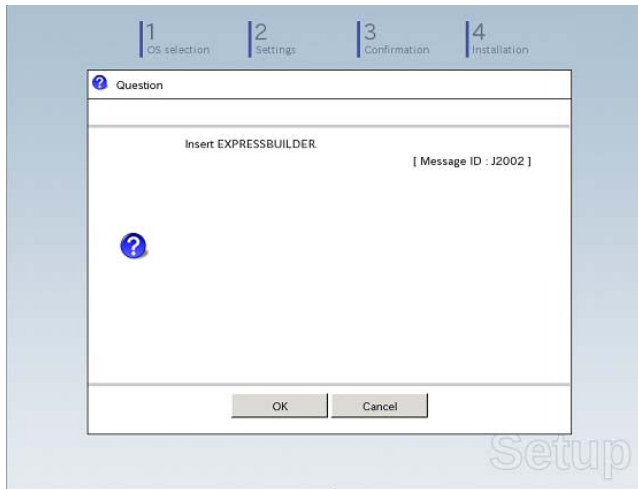 1
OS selection
2
Settings
3
Confirmation
4
Installation
Question
Insert EXPRESSBUILDER.
[ Message ID : J2002 ]
OK
Cancel
Setup